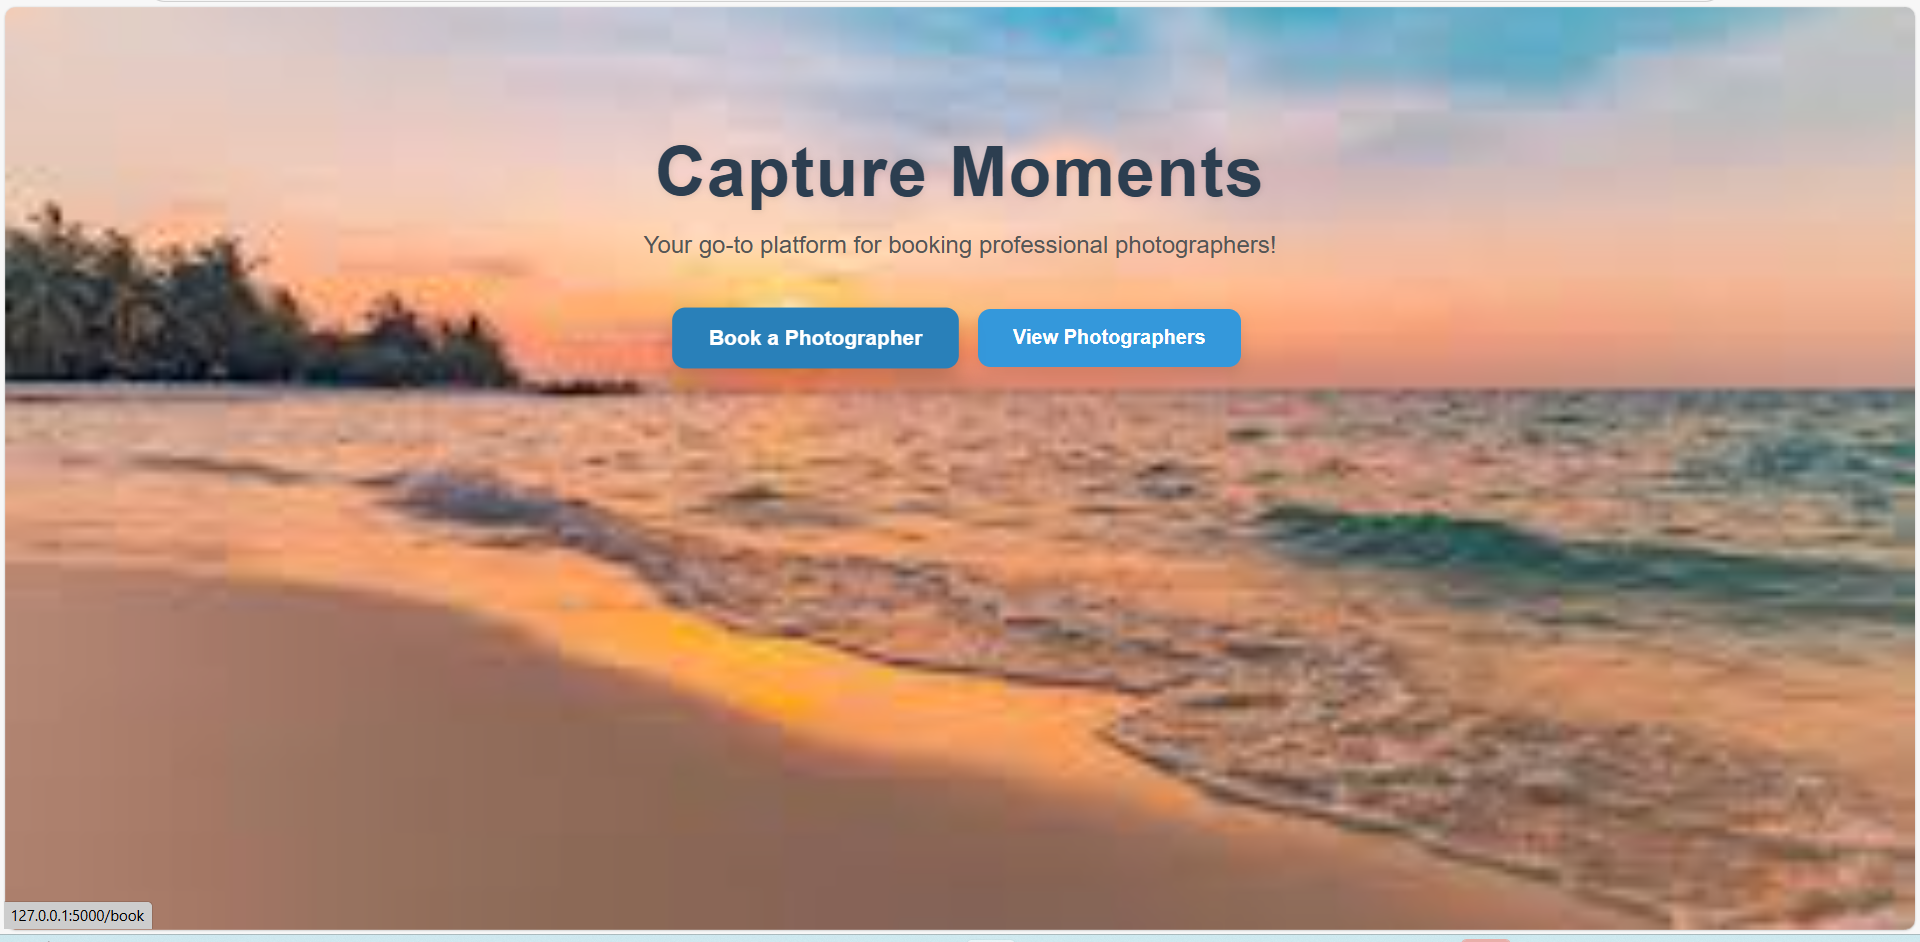 Capture Moments
Your go-to platform for booking professional photographers!
Book a Photographer
View Photographers
127.0.0.1:5000/book